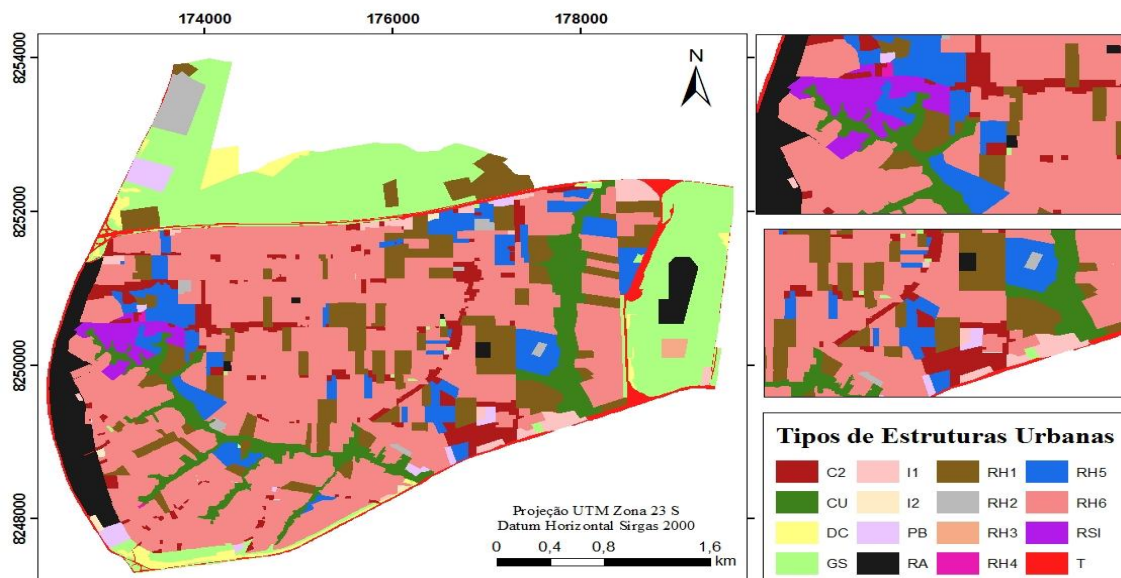 174000 176000 178000
8254000
8252000
8250000
8248000
N
Projeção UTM Zona 23 S
Datum Horizontal Sirgas 2000
0 0,4 0,8 1,6
km
Tipos de Estruturas Urbanas
C2 I1 RH1 RH5
CU I2 RH2 RH6
DC PB RH3 RSI
GS RA RH4 T